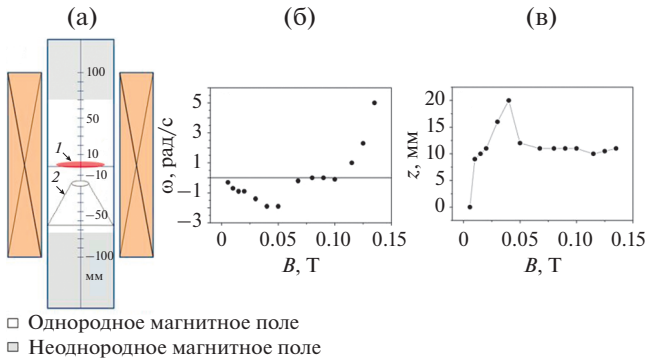 (а)
(б)
(в)
100
50
10
−10
−50
−100
мм
1
2
ω, рад/с
5
3
1
−1
−3
0
0.05
0.10
0.15
B, Т
z, мм
20
15
10
5
0
0
0.05
0.10
0.15
B, Т
Однородное магнитное поле
Неоднородное магнитное поле